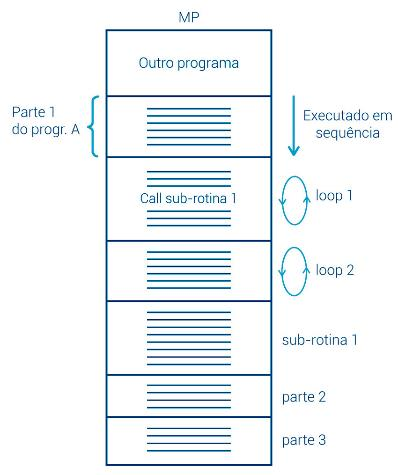 MP
Outro programa
Parte 1
do progr. A
Executado em
sequência
Call sub-rotina 1
loop 1
loop 2
sub-rotina 1
parte 2
parte 3